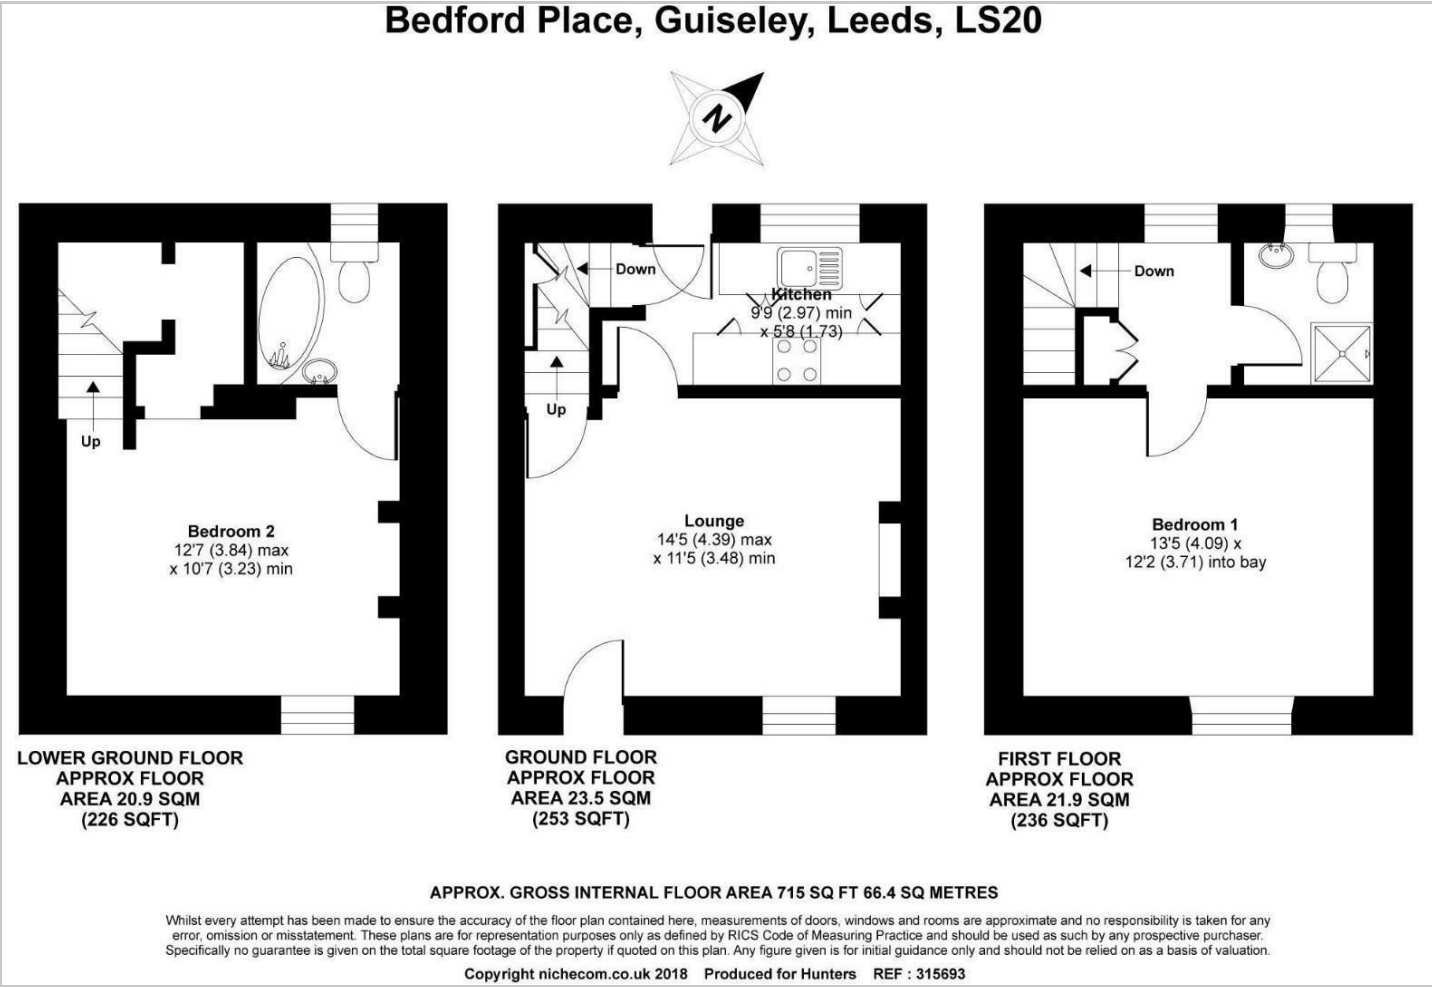 Bedford Place, Guiseley, Leeds, LS20
N
Up
Bedroom 2
12'7 (3.84) max
x 10'7 (3.23) min
LOWER GROUND FLOOR
APPROX FLOOR
AREA 20.9 SQM
(226 SQFT)
Down
Kitchen
9'9 (2.97) min
x 5'8 (1.73)
Up
Lounge
14'5 (4.39) max
x 11'5 (3.48) min
GROUND FLOOR
APPROX FLOOR
AREA 23.5 SQM
(253 SQFT)
Down
Bedroom 1
13'5 (4.09) x
12'2 (3.71) into bay
FIRST FLOOR
APPROX FLOOR
AREA 21.9 SQM
(236 SQFT)
APPROX. GROSS INTERNAL FLOOR AREA 715 SQ FT 66.4 SQ METRES
Whilst every attempt has been made to ensure the accuracy of the floor plan contained here, measurements of doors, windows and rooms are approximate and no responsibility is taken for any
error, omission or misstatement. These plans are for representation purposes only as defined by RICS Code of Measuring Practice and should be used as such by any prospective purchaser.
Specifically no guarantee is given on the total square footage of the property if quoted on this plan. Any figure given is for initial guidance only and should not be relied on as a basis of valuation.
Copyright nichecom.co.uk 2018 Produced for Hunters REF : 315693